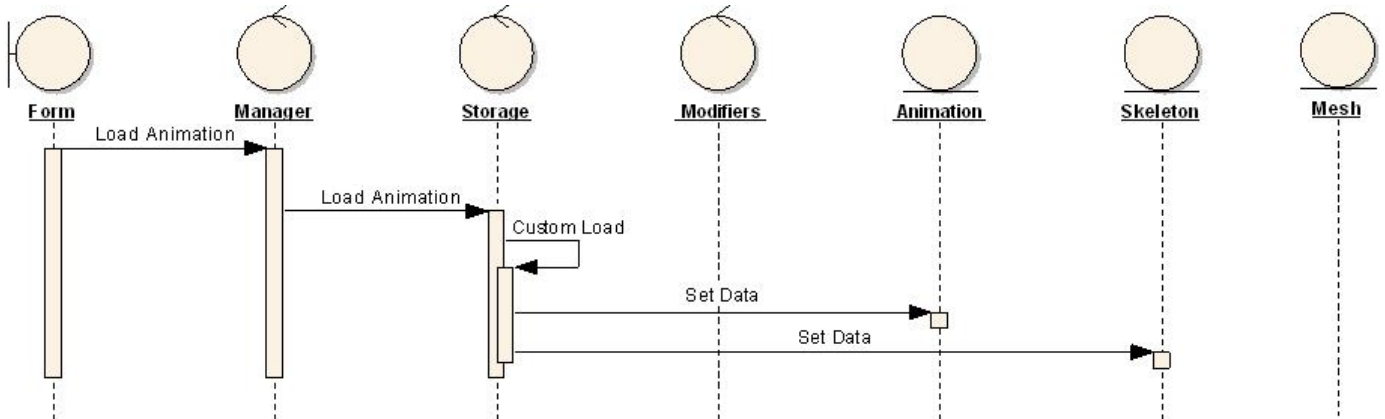 Form
Manager
Storage
Modifiers
Animation
Skeleton
Mesh
Load Animation
Load Animation
Custom Load
Set Data
Set Data